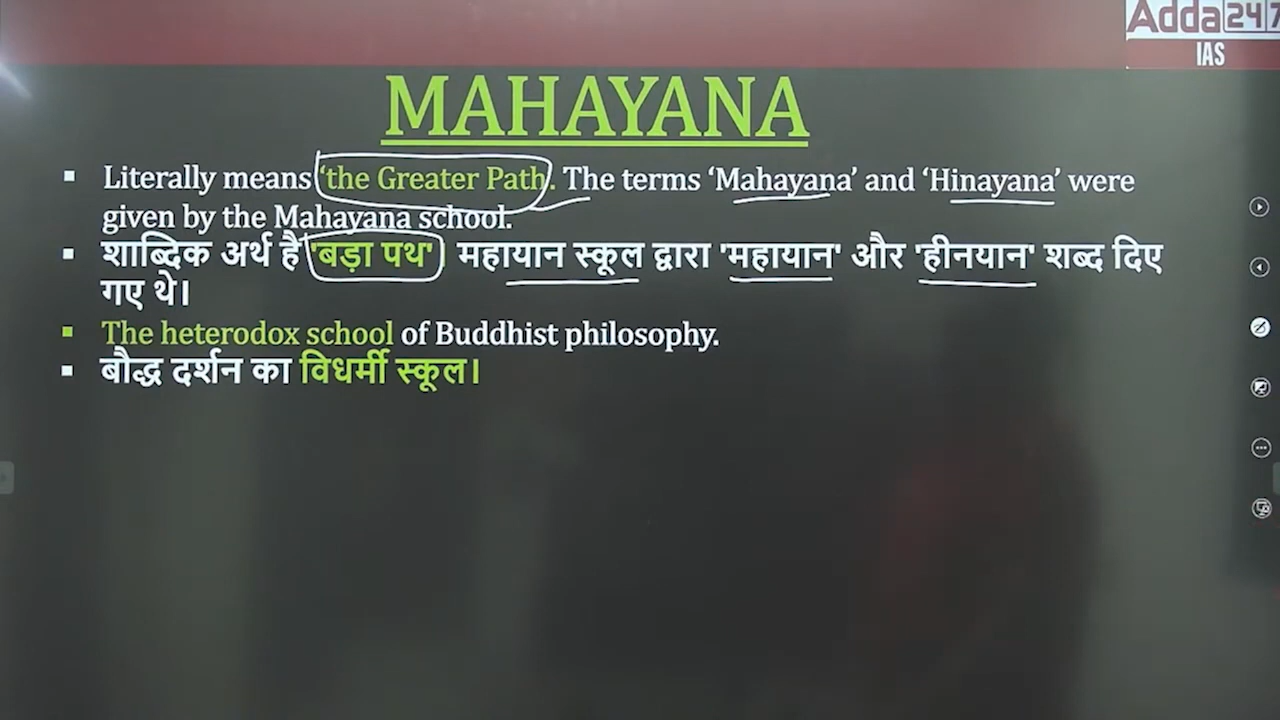 Adda247
IAS
MAHAYANA
▪ Literally means ‘the Greater Path. The terms ‘Mahayana’ and ‘Hinayana’ were
given by the Mahayana school.
▪ शाब्दिक अर्थ है 'बड़ा पथ' महायान स्कूल द्वारा 'महायान' और 'हीनयान' शब्द दिए
गए थे।
▪ The heterodox school of Buddhist philosophy.
▪ बौद्ध दर्शन का विधर्मी स्कूल।